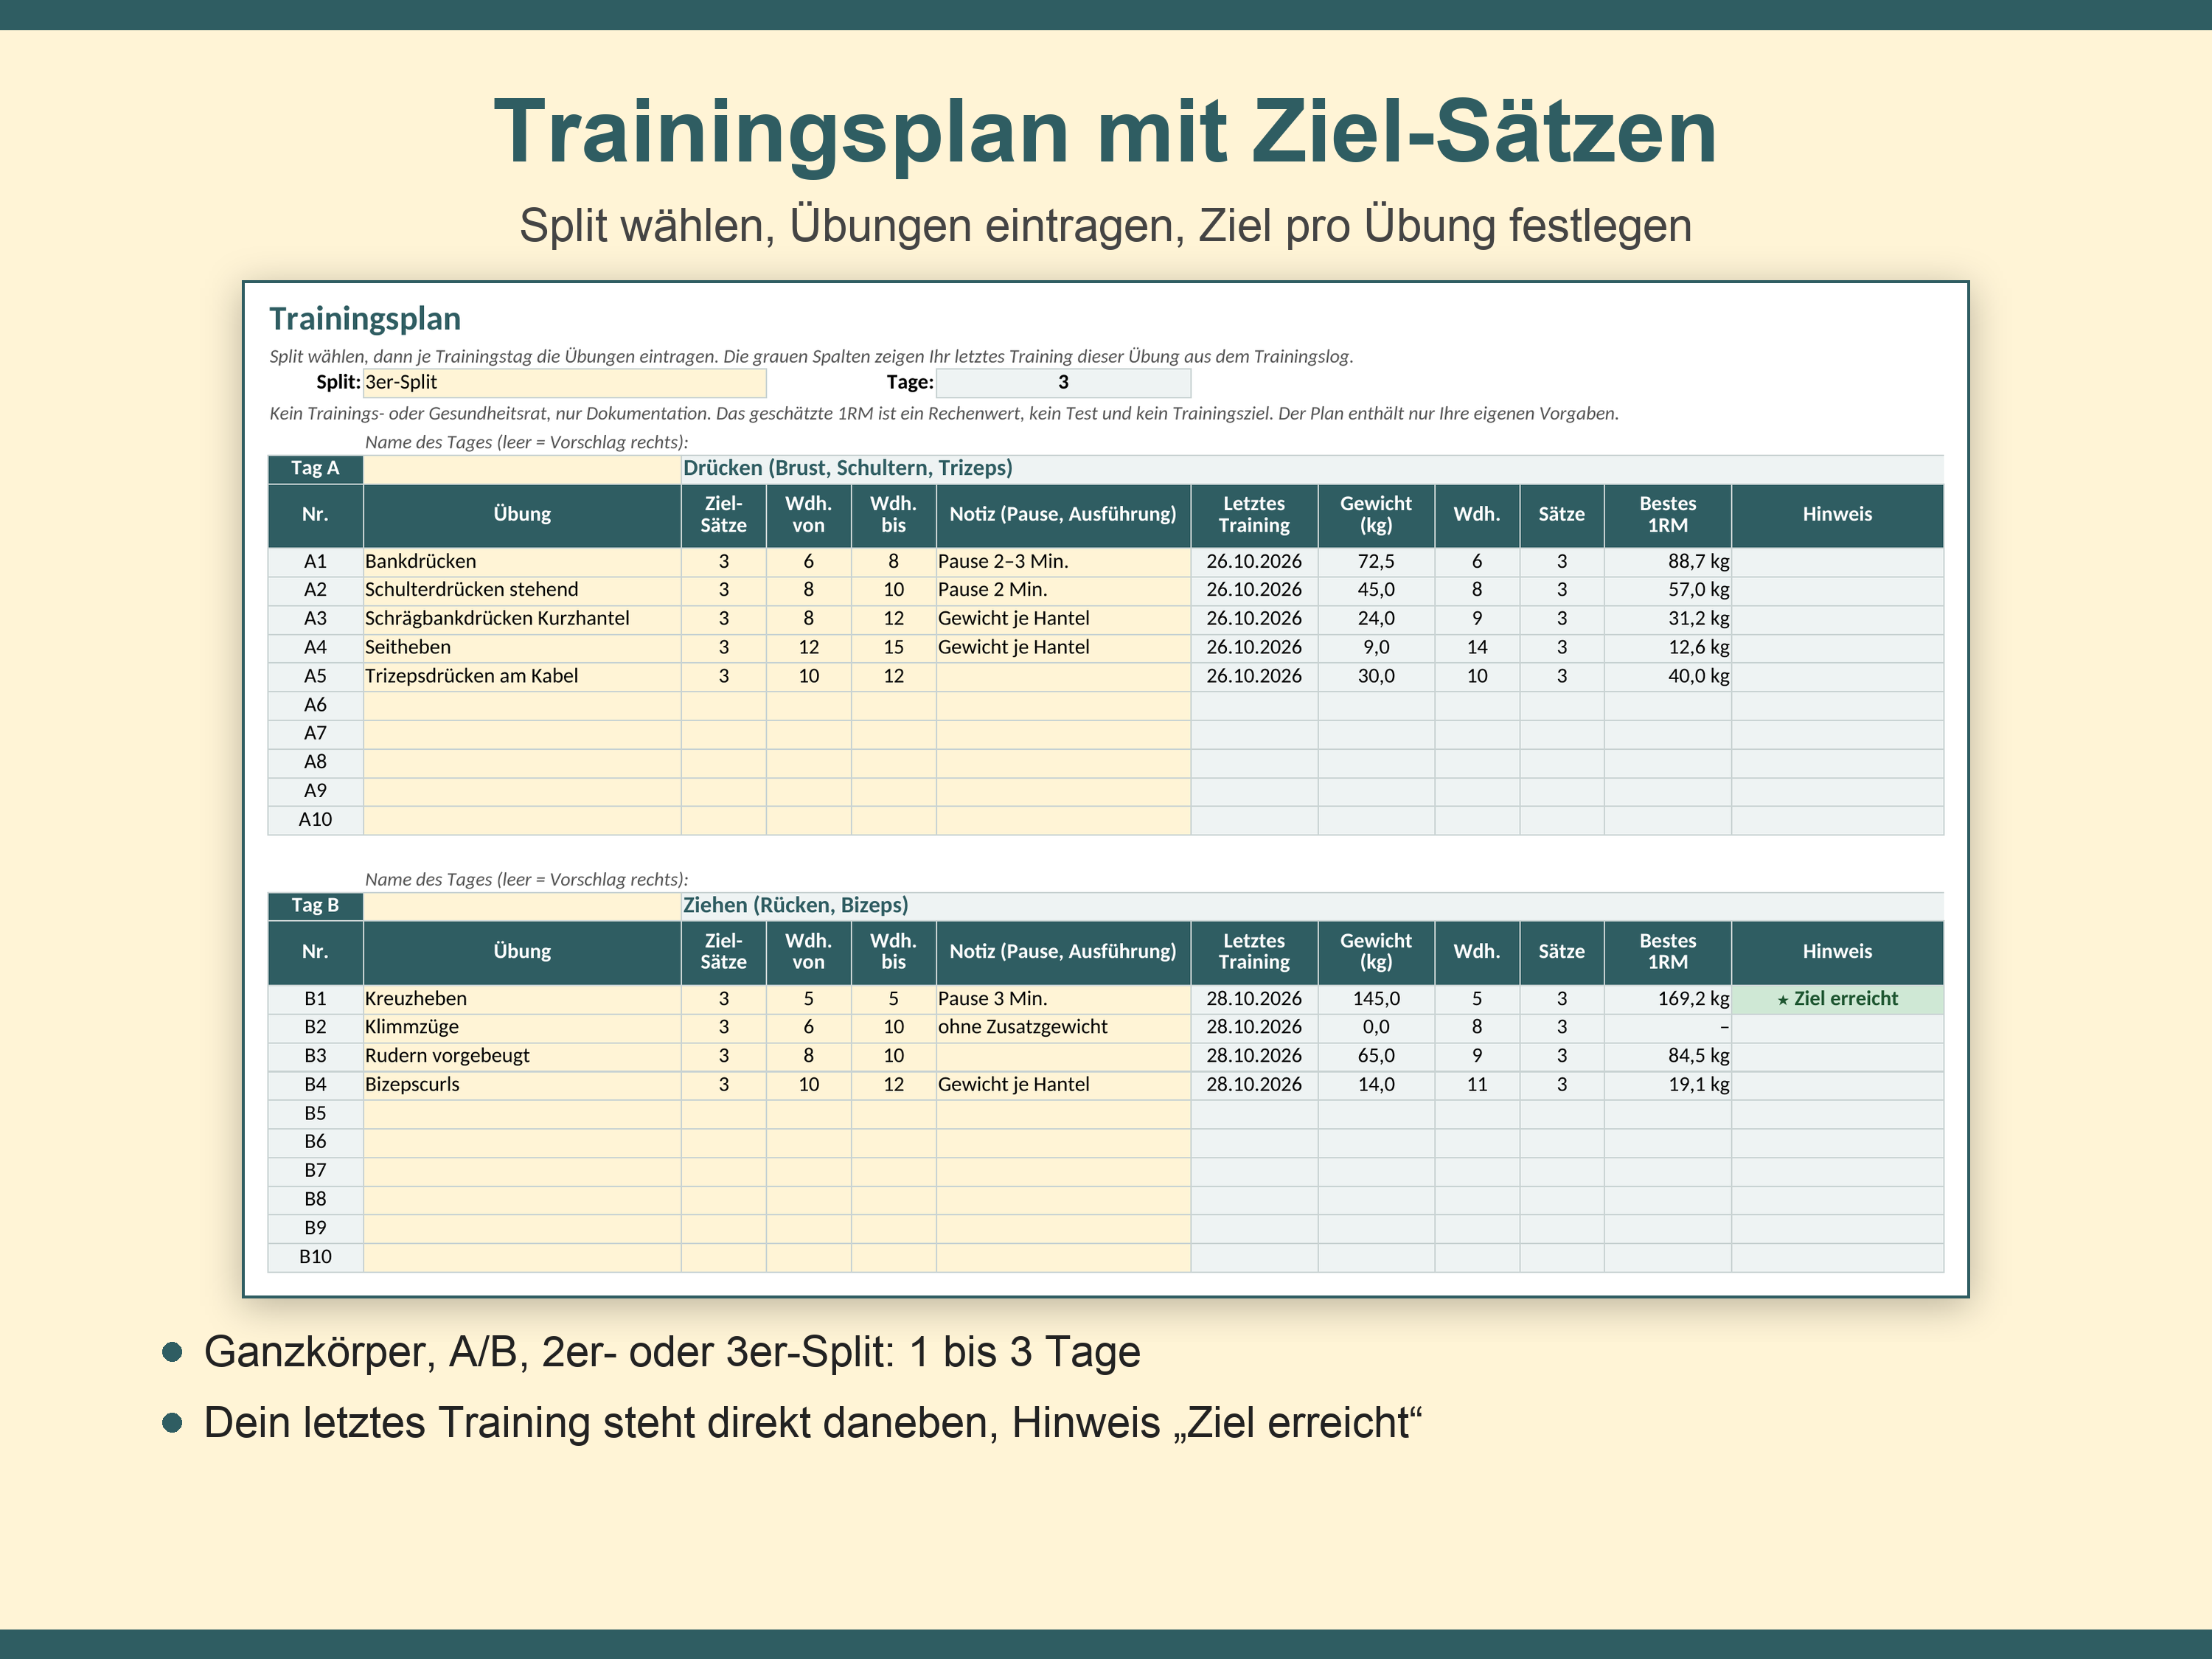 Trainingsplan mit Ziel-Sätzen
Split wählen, Übungen eintragen, Ziel pro Übung festlegen
Trainingsplan
Split wählen, dann je Trainingstag die Übungen eintragen. Die grauen Spalten zeigen Ihr letztes Training dieser Übung aus dem Trainingslog.
Split: 3er-Split Tage: 3
Kein Trainings- oder Gesundheitsrat, nur Dokumentation. Das geschätzte 1RM ist ein Rechenwert, kein Test und kein Trainingsziel. Der Plan enthält nur Ihre eigenen Vorgaben.
Name des Tages (leer = Vorschlag rechts):
Tag A Drücken (Brust, Schultern, Trizeps)
Nr. Übung Ziel-Sätze Wdh. von Wdh. bis Notiz (Pause, Ausführung) Letztes Training Gewicht (kg) Wdh. Sätze Bestes 1RM Hinweis
A1 Bankdrücken 3 6 8 Pause 2–3 Min. 26.10.2026 72,5 6 3 88,7 kg
A2 Schulterdrücken stehend 3 8 10 Pause 2 Min. 26.10.2026 45,0 8 3 57,0 kg
A3 Schrägbankdrücken Kurzhantel 3 8 12 Gewicht je Hantel 26.10.2026 24,0 9 3 31,2 kg
A4 Seitheben 3 12 15 Gewicht je Hantel 26.10.2026 9,0 14 3 12,6 kg
A5 Trizepsdrücken am Kabel 3 10 12 26.10.2026 30,0 10 3 40,0 kg
A6
A7
A8
A9
A10
Name des Tages (leer = Vorschlag rechts):
Tag B Ziehen (Rücken, Bizeps)
Nr. Übung Ziel-Sätze Wdh. von Wdh. bis Notiz (Pause, Ausführung) Letztes Training Gewicht (kg) Wdh. Sätze Bestes 1RM Hinweis
B1 Kreuzheben 3 5 5 Pause 3 Min. 28.10.2026 145,0 5 3 169,2 kg ★ Ziel erreicht
B2 Klimmzüge 3 6 10 ohne Zusatzgewicht 28.10.2026 0,0 8 3 –
B3 Rudern vorgebeugt 3 8 10 28.10.2026 65,0 9 3 84,5 kg
B4 Bizepscurls 3 10 12 Gewicht je Hantel 28.10.2026 14,0 11 3 19,1 kg
B5
B6
B7
B8
B9
B10
● Ganzkörper, A/B, 2er- oder 3er-Split: 1 bis 3 Tage
● Dein letztes Training steht direkt daneben, Hinweis „Ziel erreicht“